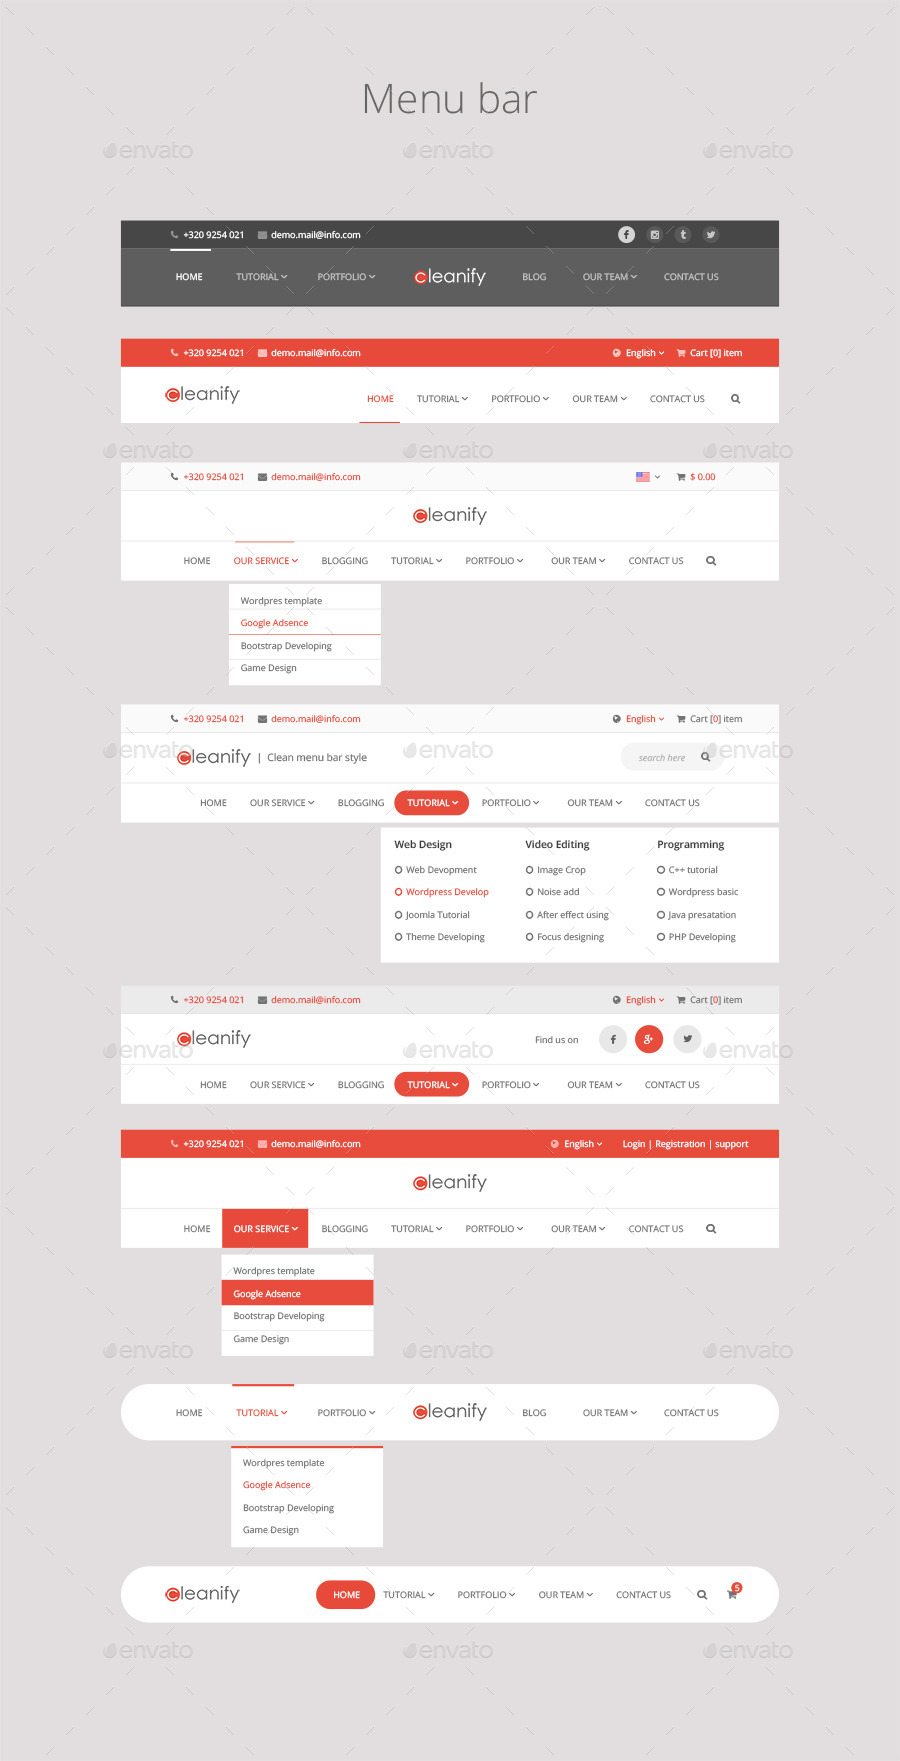 Menu bar
envato envato envato
+320 9254 021 demo.mail@info.com
HOME TUTORIAL PORTFOLIO cleanify BLOG OUR TEAM CONTACT US
+320 9254 021 demo.mail@info.com English Cart [0] item
cleanify HOME TUTORIAL PORTFOLIO OUR TEAM CONTACT US
envato envato envato
+320 9254 021 demo.mail@info.com $ 0.00
cleanify
HOME OUR SERVICE BLOGGING TUTORIAL PORTFOLIO OUR TEAM CONTACT US
Wordpres template
Google Adsence
Bootstrap Developing
Game Design
+320 9254 021 demo.mail@info.com English Cart [0] item
cleanify | Clean menu bar style search here
envato envato envato
HOME OUR SERVICE BLOGGING TUTORIAL PORTFOLIO OUR TEAM CONTACT US
Web Design Video Editing Programming
Web Devopment Image Crop C++ tutorial
Wordpress Develop Noise add Wordpress basic
Joomla Tutorial After effect using Java presatation
Theme Developing Focus designing PHP Developing
+320 9254 021 demo.mail@info.com English Cart [0] item
cleanify Find us on
envato envato envato
HOME OUR SERVICE BLOGGING TUTORIAL PORTFOLIO OUR TEAM CONTACT US
+320 9254 021 demo.mail@info.com English Login | Registration | support
cleanify
HOME OUR SERVICE BLOGGING TUTORIAL PORTFOLIO OUR TEAM CONTACT US
Wordpres template
Google Adsence
Bootstrap Developing
Game Design
envato envato envato
HOME TUTORIAL PORTFOLIO cleanify BLOG OUR TEAM CONTACT US
Wordpres template
Google Adsence
Bootstrap Developing
Game Design
cleanify HOME TUTORIAL PORTFOLIO OUR TEAM CONTACT US 5
envato envato envato